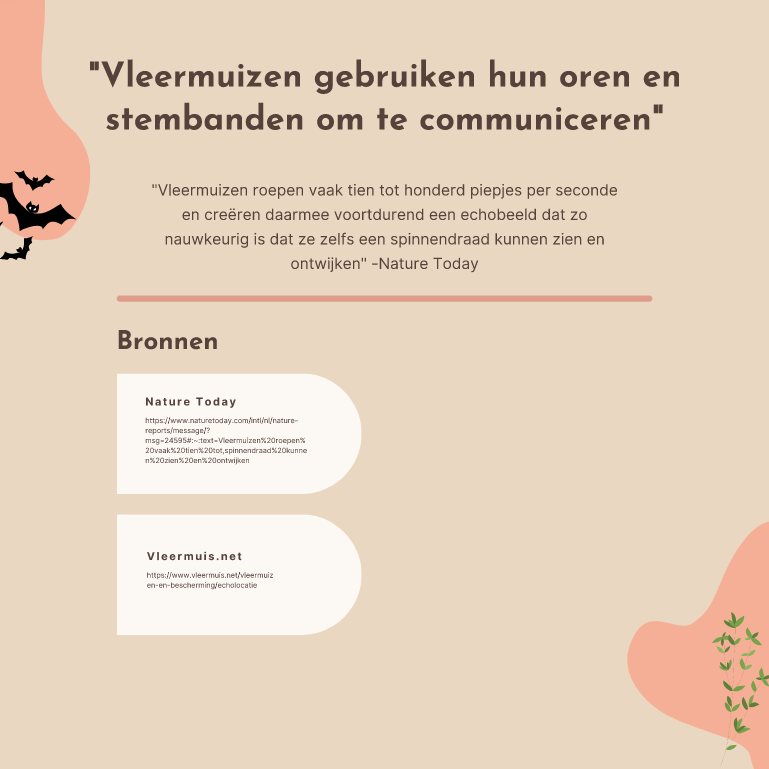 "Vleermuizen gebruiken hun oren en
stembanden om te communiceren"
"Vleermuizen roepen vaak tien tot honderd piepjes per seconde
en creëren daarmee voortdurend een echobeeld dat zo
nauwkeurig is dat ze zelfs een spinnendraad kunnen zien en
ontwijken" -Nature Today
Bronnen
Nature Today
https://www.naturetoday.com/intl/nl/nature-
reports/message/?
msg=24595#:~:text=Vleermuizen%20roepen%
20vaak%20tien%20tot,spinnendraad%20kunne
n%20zien%20en%20ontwijken
Vleermuis.net
https://www.vleermuis.net/vleermuiz
en-en-bescherming/echolocatie